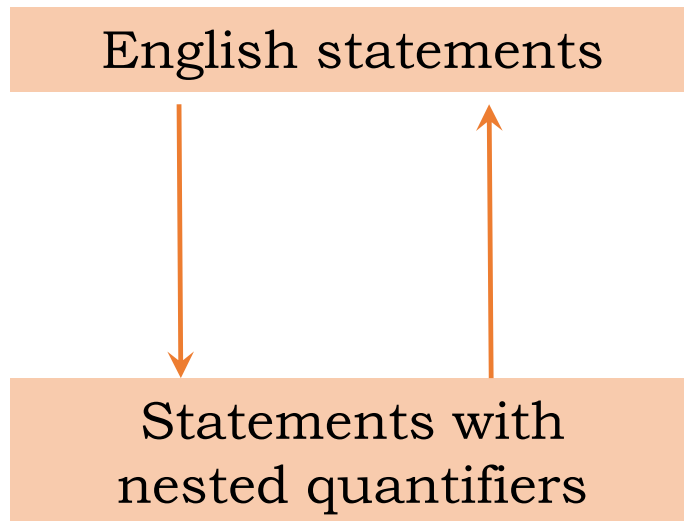 English statements
Statements with
nested quantifiers